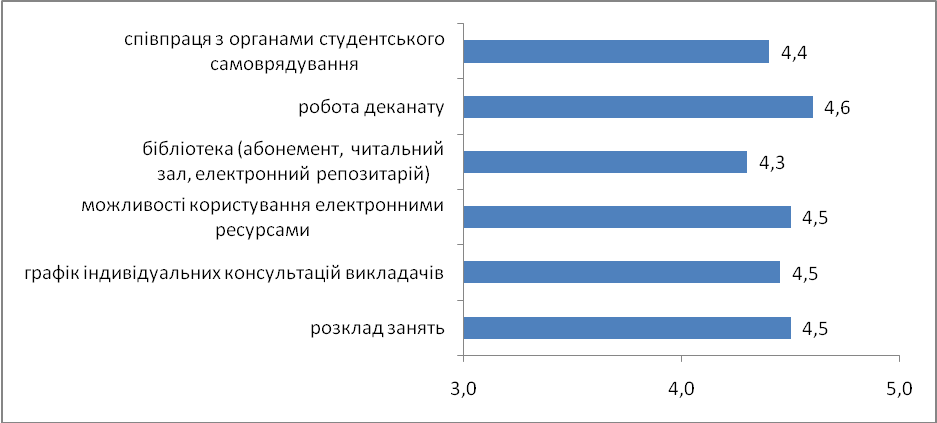 співпраця з органами студентського
самоврядування
4,4
робота деканату
4,6
бібліотека (абонемент, читальний
зал, електронний репозитарій)
4,3
можливості користування електронними
ресурсами
4,5
графік індивідуальних консультацій викладачів
4,5
розклад занять
4,5
3,0 4,0 5,0